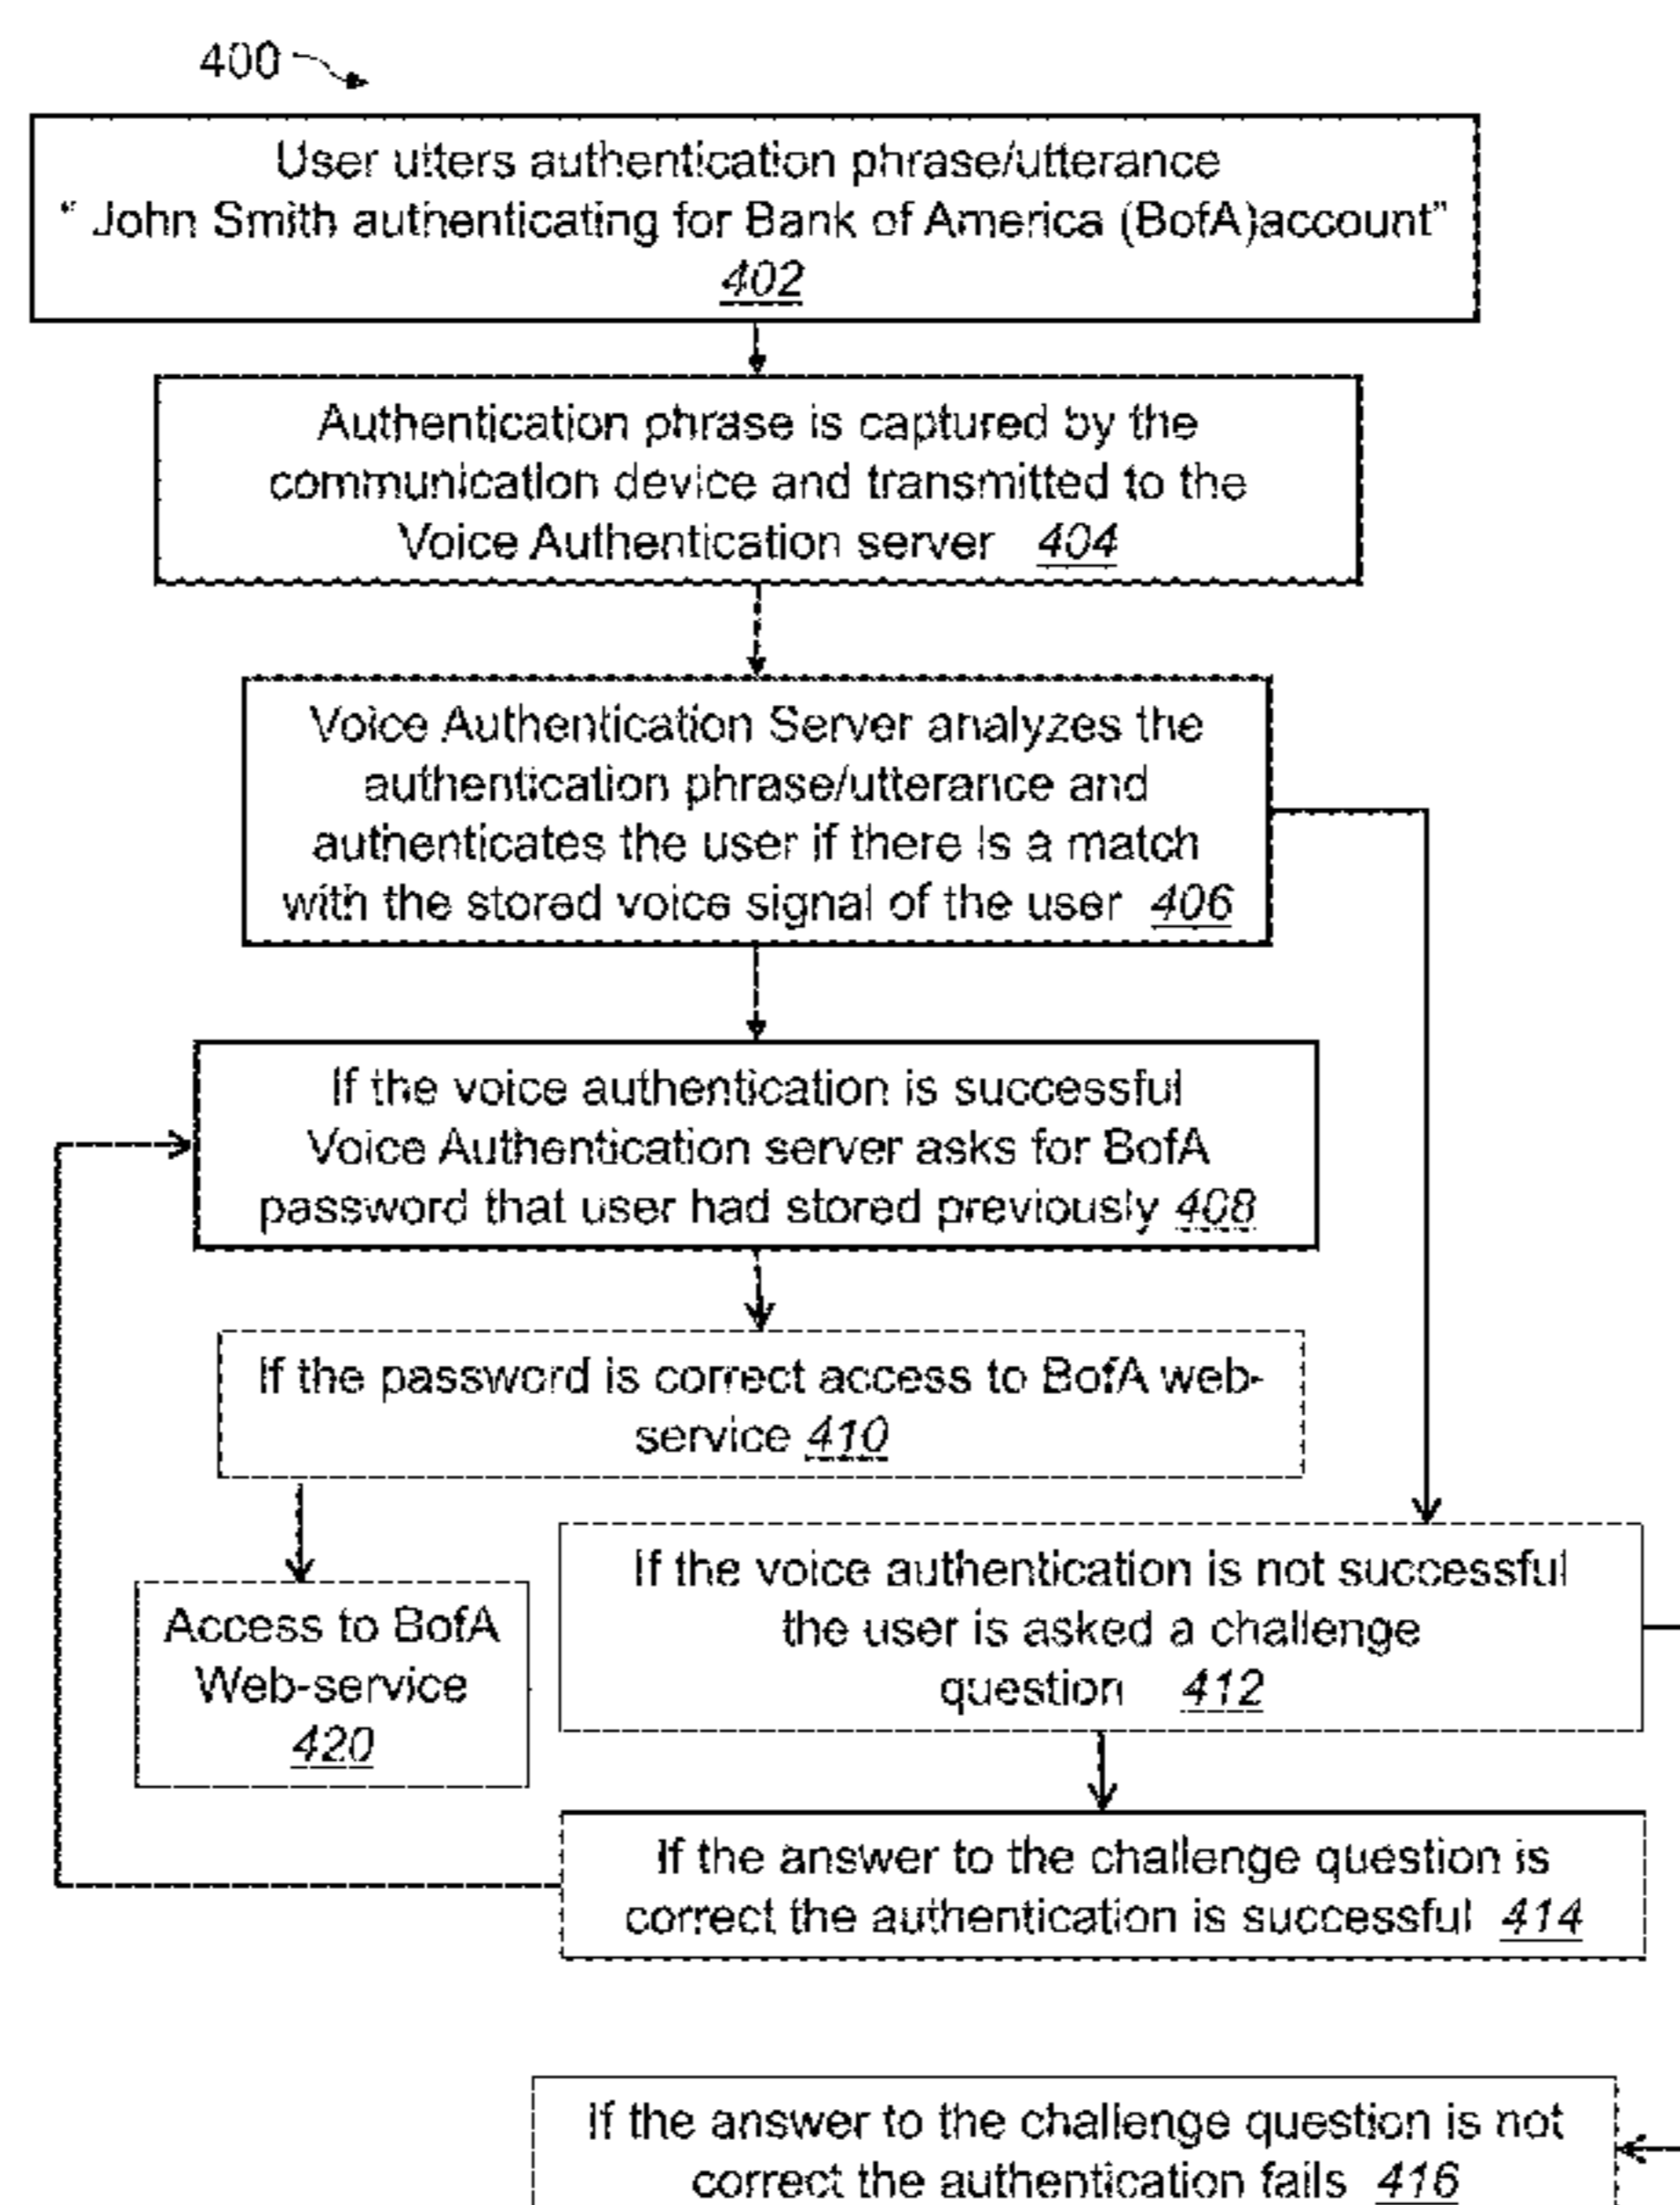 400
User utters authentication phrase/utterance
" John Smith authenticating for Bank of America (BofA)account"
402
Authentication phrase is captured by the
communication device and transmitted to the
Voice Authentication server 404
Voice Authentication Server analyzes the
authentication phrase/utterance and
authenticates the user if there is a match
with the stored voice signal of the user 406
If the voice authentication is successful
Voice Authentication server asks for BofA
password that user had stored previously 408
If the password is correct access to BofA web-
service 410
Access to BofA
Web-service
420
If the voice authentication is not successful
the user is asked a challenge
question 412
If the answer to the challenge question is
correct the authentication is successful 414
If the answer to the challenge question is not
correct the authentication fails 416